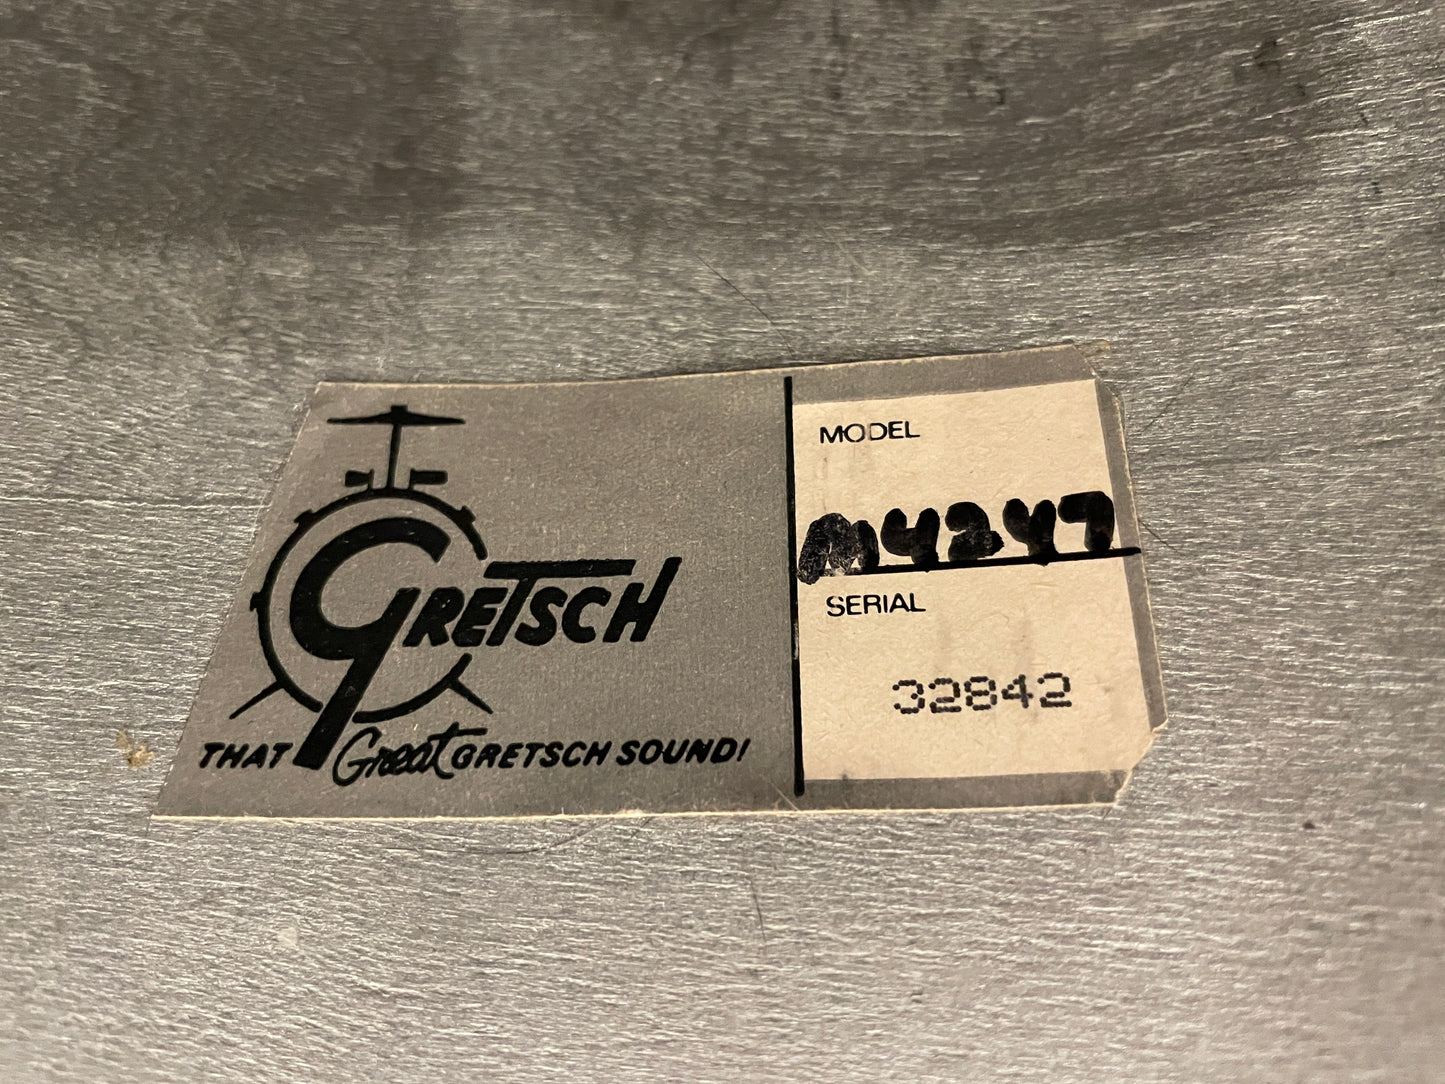 GRETSCH
THAT Great GRETSCH SOUND!
MODEL
M4247
SERIAL
32842